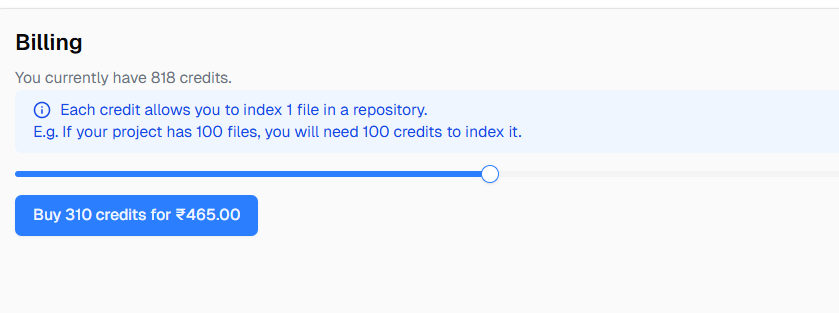 Billing
You currently have 818 credits.
Each credit allows you to index 1 file in a repository.
E.g. If your project has 100 files, you will need 100 credits to index it.
Buy 310 credits for ₹465.00